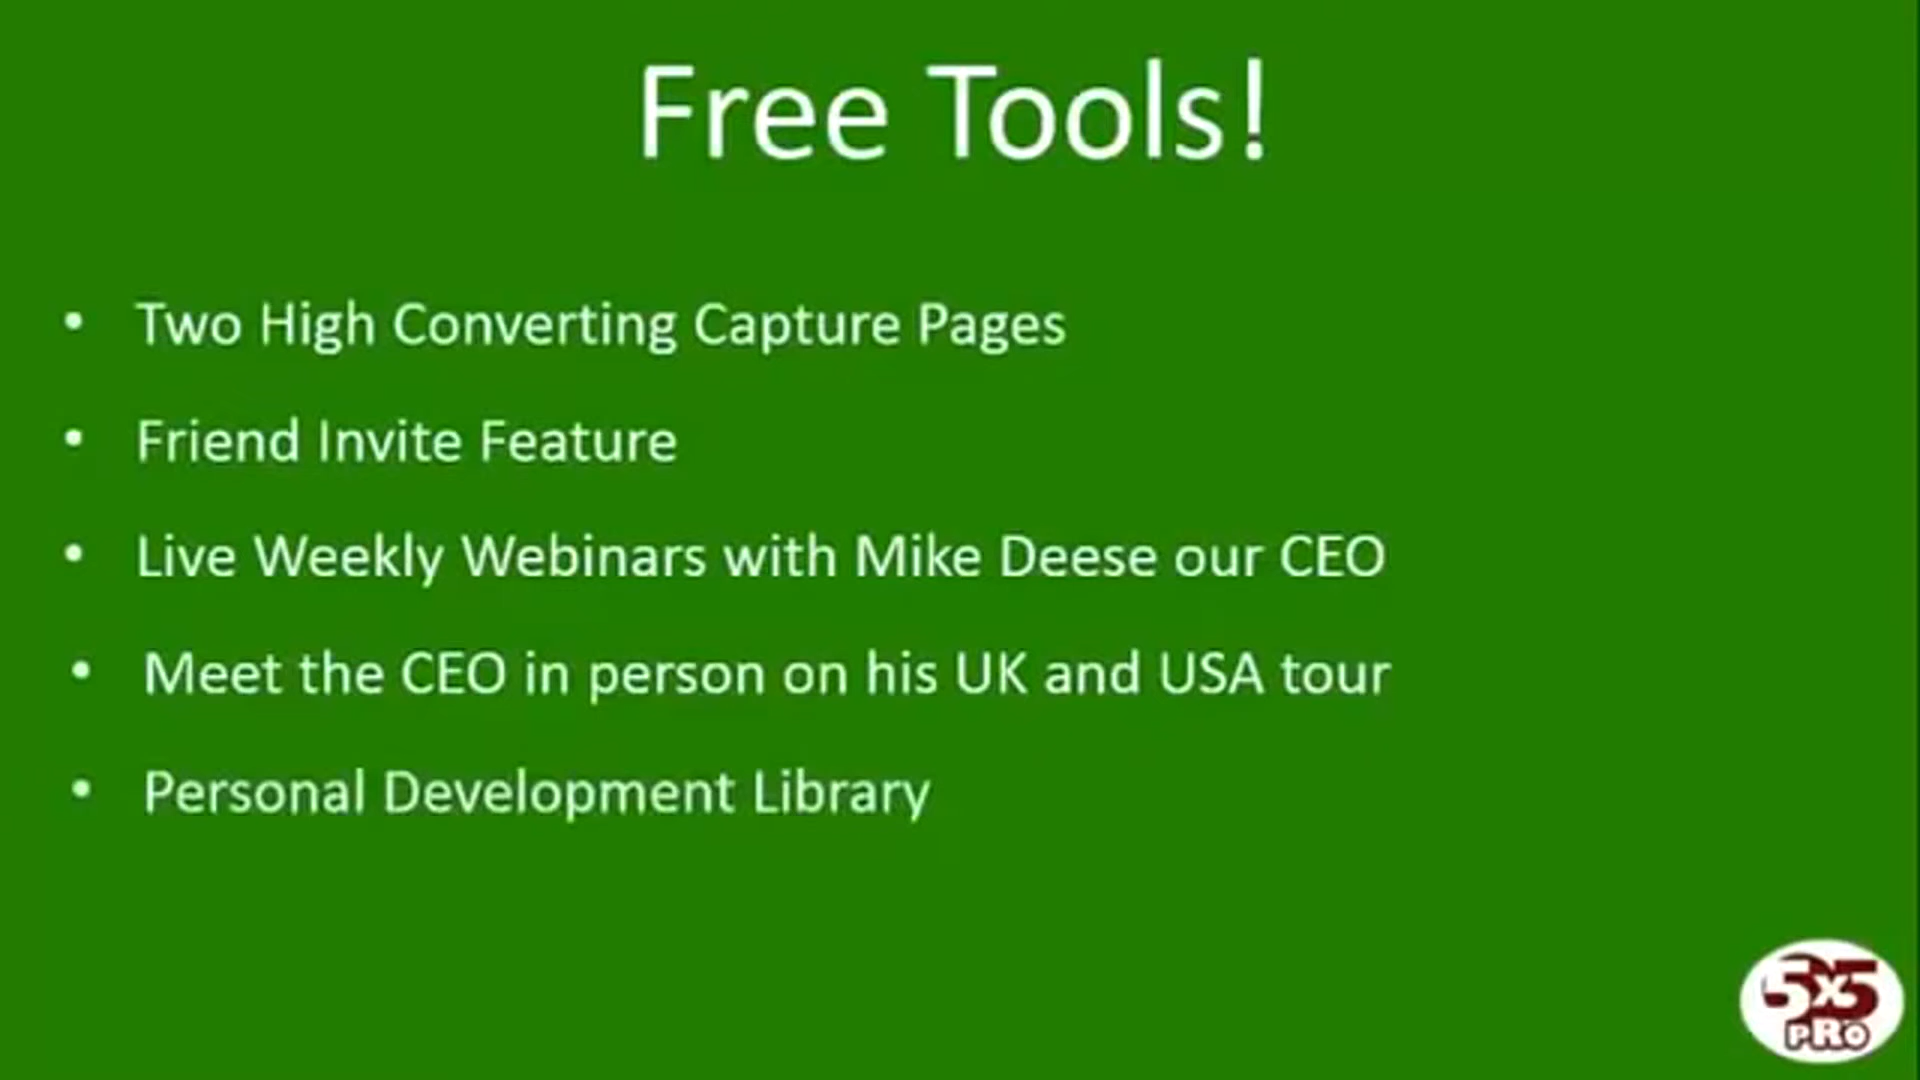 Free Tools!
• Two High Converting Capture Pages
• Friend Invite Feature
• Live Weekly Webinars with Mike Deese our CEO
• Meet the CEO in person on his UK and USA tour
• Personal Development Library
5x5
PRO